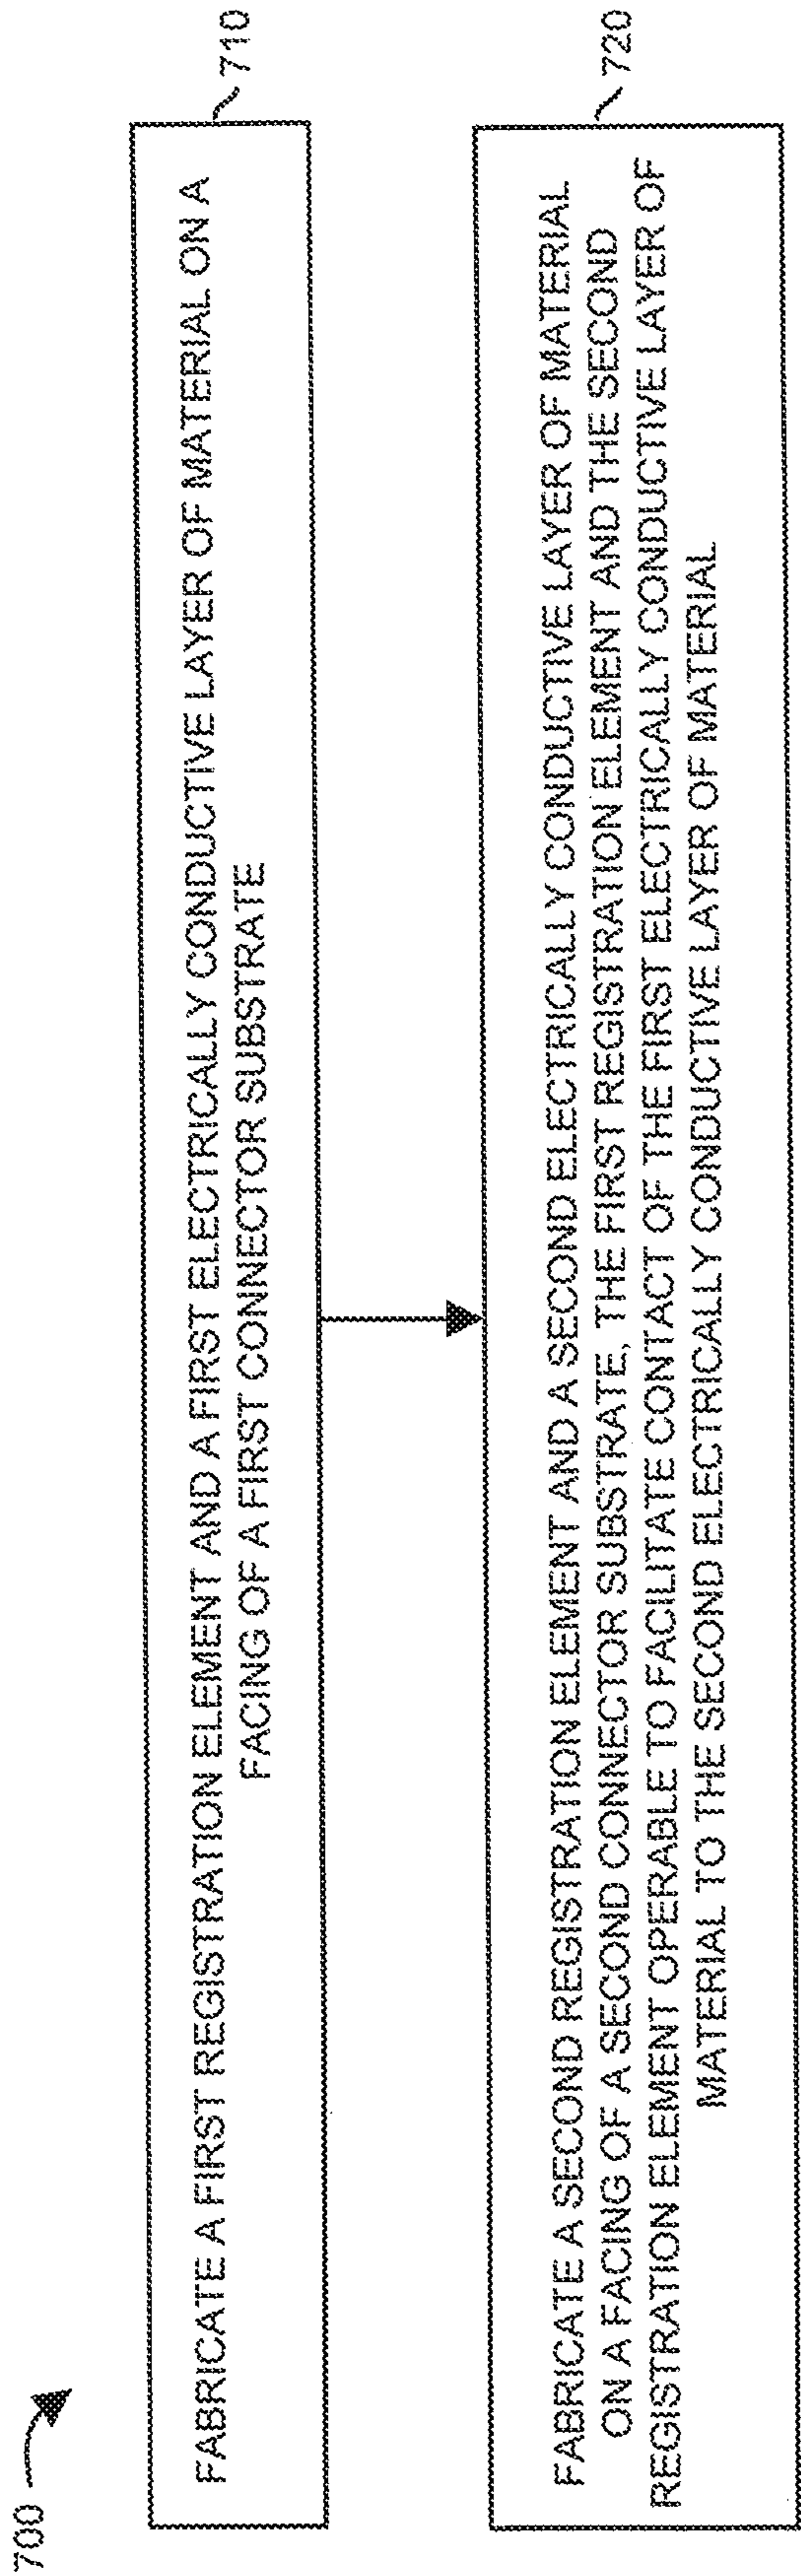 700
FABRICATE A FIRST REGISTRATION ELEMENT AND A FIRST ELECTRICALLY CONDUCTIVE LAYER OF MATERIAL ON A
FACING OF A FIRST CONNECTOR SUBSTRATE
710
FABRICATE A SECOND REGISTRATION ELEMENT AND A SECOND ELECTRICALLY CONDUCTIVE LAYER OF MATERIAL
ON A FACING OF A SECOND CONNECTOR SUBSTRATE, THE FIRST REGISTRATION ELEMENT AND THE SECOND
REGISTRATION ELEMENT OPERABLE TO FACILITATE CONTACT OF THE FIRST ELECTRICALLY CONDUCTIVE LAYER OF
MATERIAL TO THE SECOND ELECTRICALLY CONDUCTIVE LAYER OF MATERIAL
720